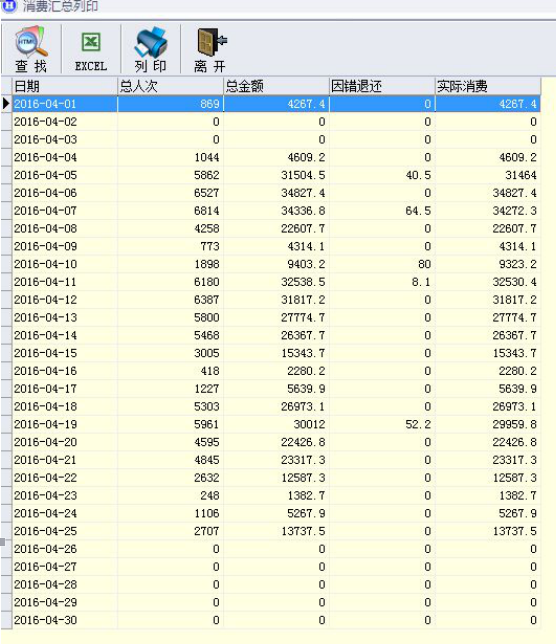 消费汇总列印
HTML
查找 EXCEL 列印 离开
日期 总人次 总金额 因错退还 实际消费
2016-04-01 869 4267.4 0 4267.4
2016-04-02 0 0 0 0
2016-04-03 0 0 0 0
2016-04-04 1044 4609.2 0 4609.2
2016-04-05 5862 31504.5 40.5 31464
2016-04-06 6527 34827.4 0 34827.4
2016-04-07 6814 34336.8 64.5 34272.3
2016-04-08 4258 22607.7 0 22607.7
2016-04-09 773 4314.1 0 4314.1
2016-04-10 1898 9403.2 80 9323.2
2016-04-11 6180 32538.5 8.1 32530.4
2016-04-12 6387 31817.2 0 31817.2
2016-04-13 5800 27774.7 0 27774.7
2016-04-14 5468 26367.7 0 26367.7
2016-04-15 3005 15343.7 0 15343.7
2016-04-16 418 2280.2 0 2280.2
2016-04-17 1227 5639.9 0 5639.9
2016-04-18 5303 26973.1 0 26973.1
2016-04-19 5961 30012 52.2 29959.8
2016-04-20 4595 22426.8 0 22426.8
2016-04-21 4845 23317.3 0 23317.3
2016-04-22 2632 12587.3 0 12587.3
2016-04-23 248 1382.7 0 1382.7
2016-04-24 1106 5267.9 0 5267.9
2016-04-25 2707 13737.5 0 13737.5
2016-04-26 0 0 0 0
2016-04-27 0 0 0 0
2016-04-28 0 0 0 0
2016-04-29 0 0 0 0
2016-04-30 0 0 0 0